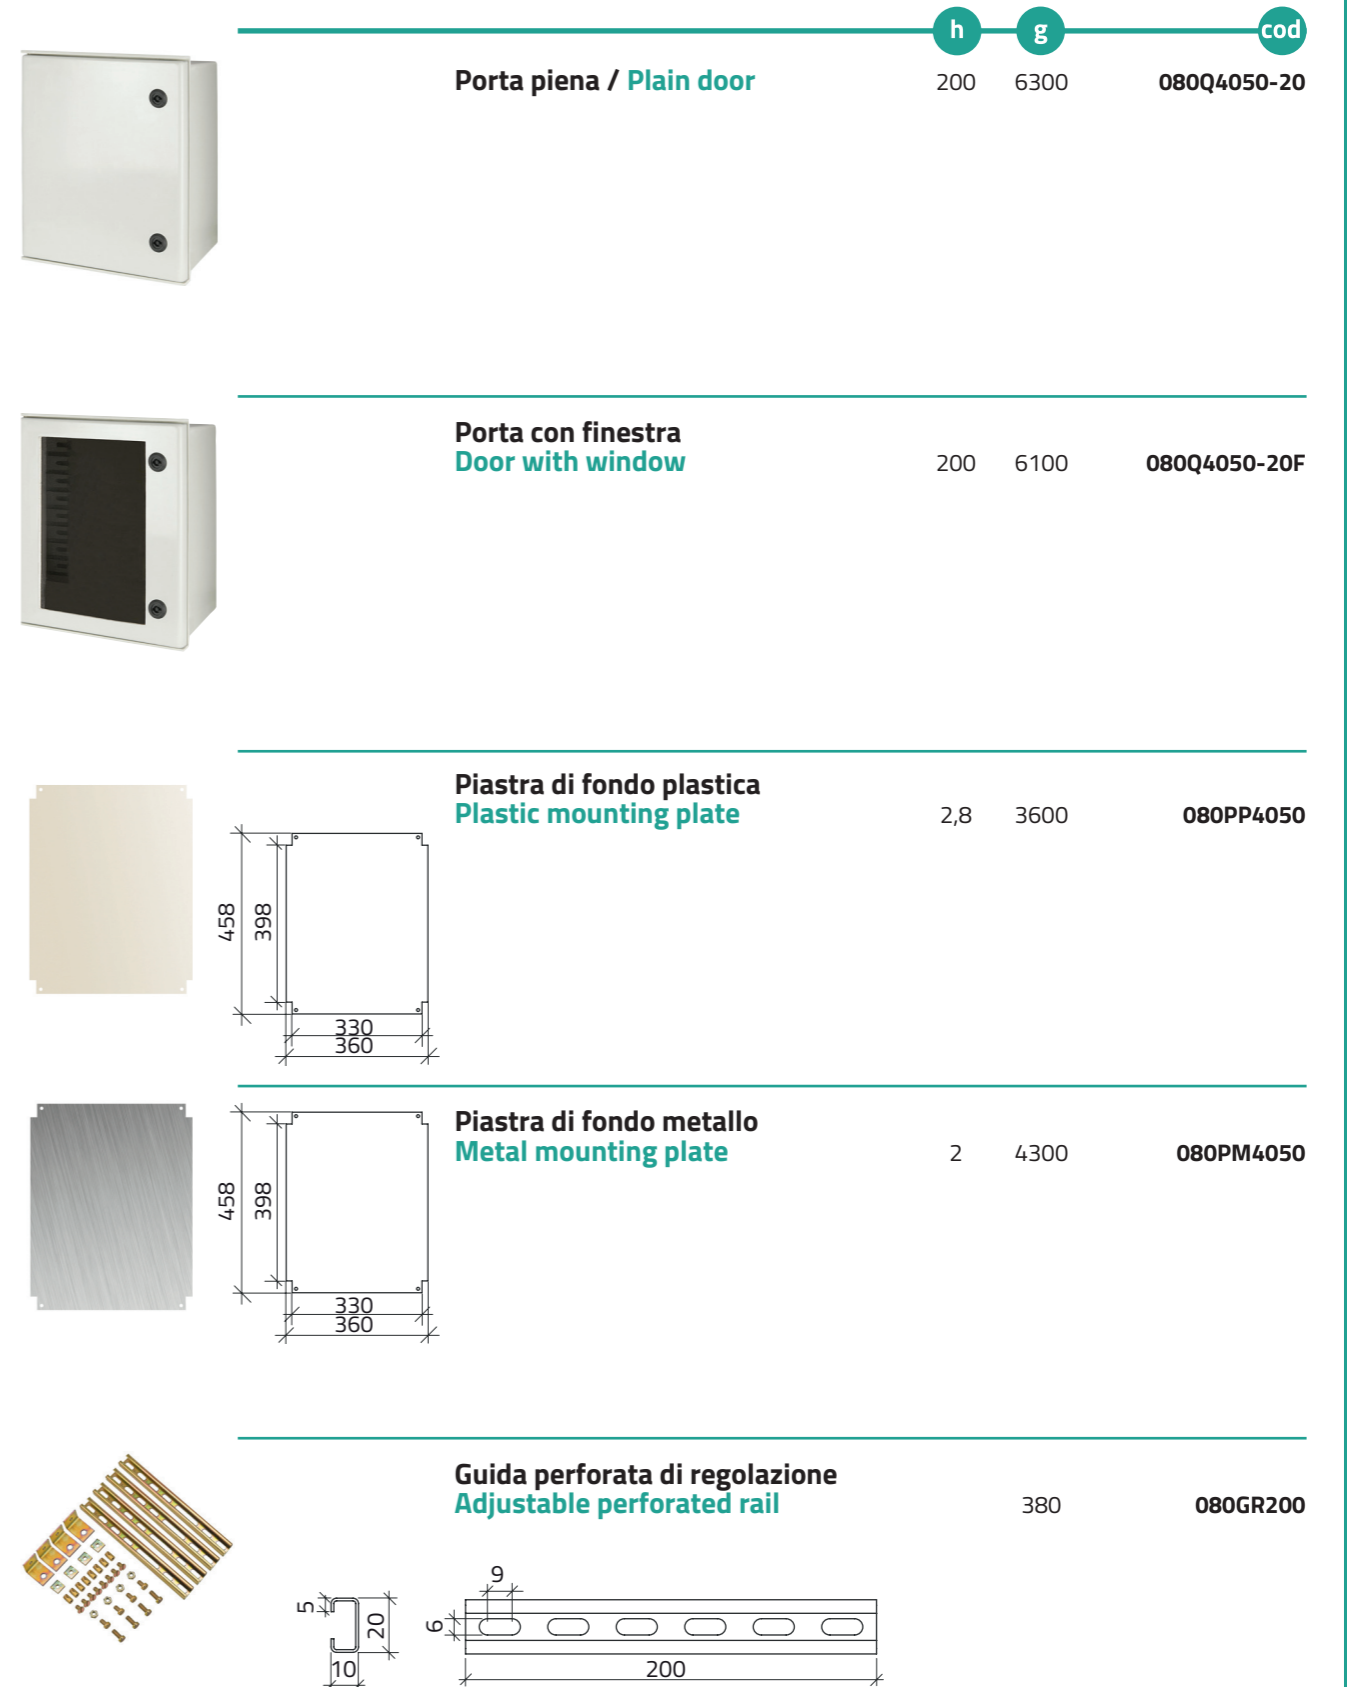 h g cod
Porta piena / Plain door 200 6300 080Q4050-20
Porta con finestra
Door with window 200 6100 080Q4050-20F
Piastra di fondo plastica
Plastic mounting plate 2,8 3600 080PP4050
458 398
330
360
Piastra di fondo metallo
Metal mounting plate 2 4300 080PM4050
458 398
330
360
Guida perforata di regolazione
Adjustable perforated rail 380 080GR200
9
5 20 6
10 200